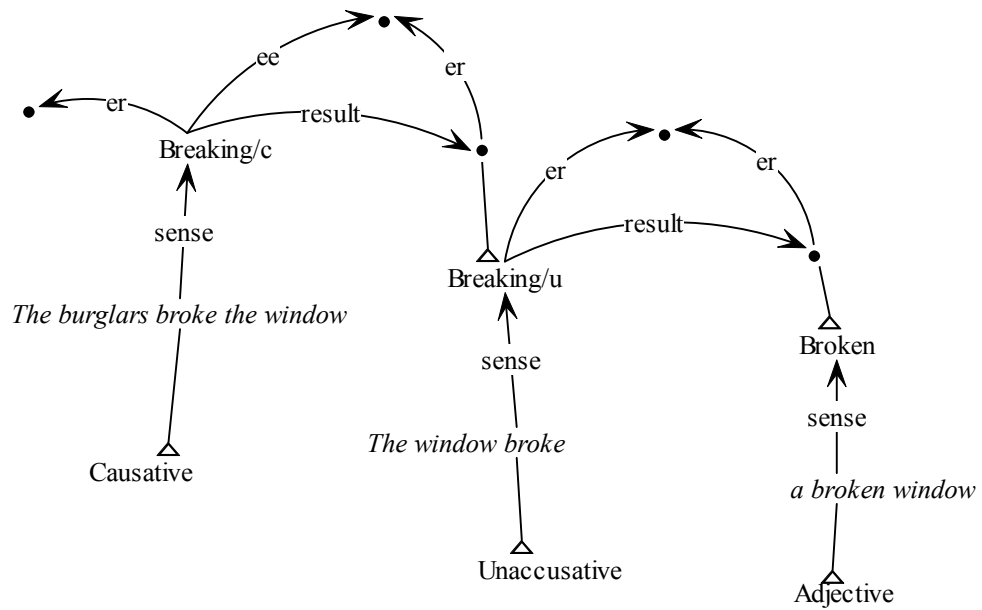 ee
er
er
result
Breaking/c
er
er
sense
result
Breaking/u
The burglars broke the window
Broken
sense
sense
The window broke
Causative
a broken window
Unaccusative
Adjective